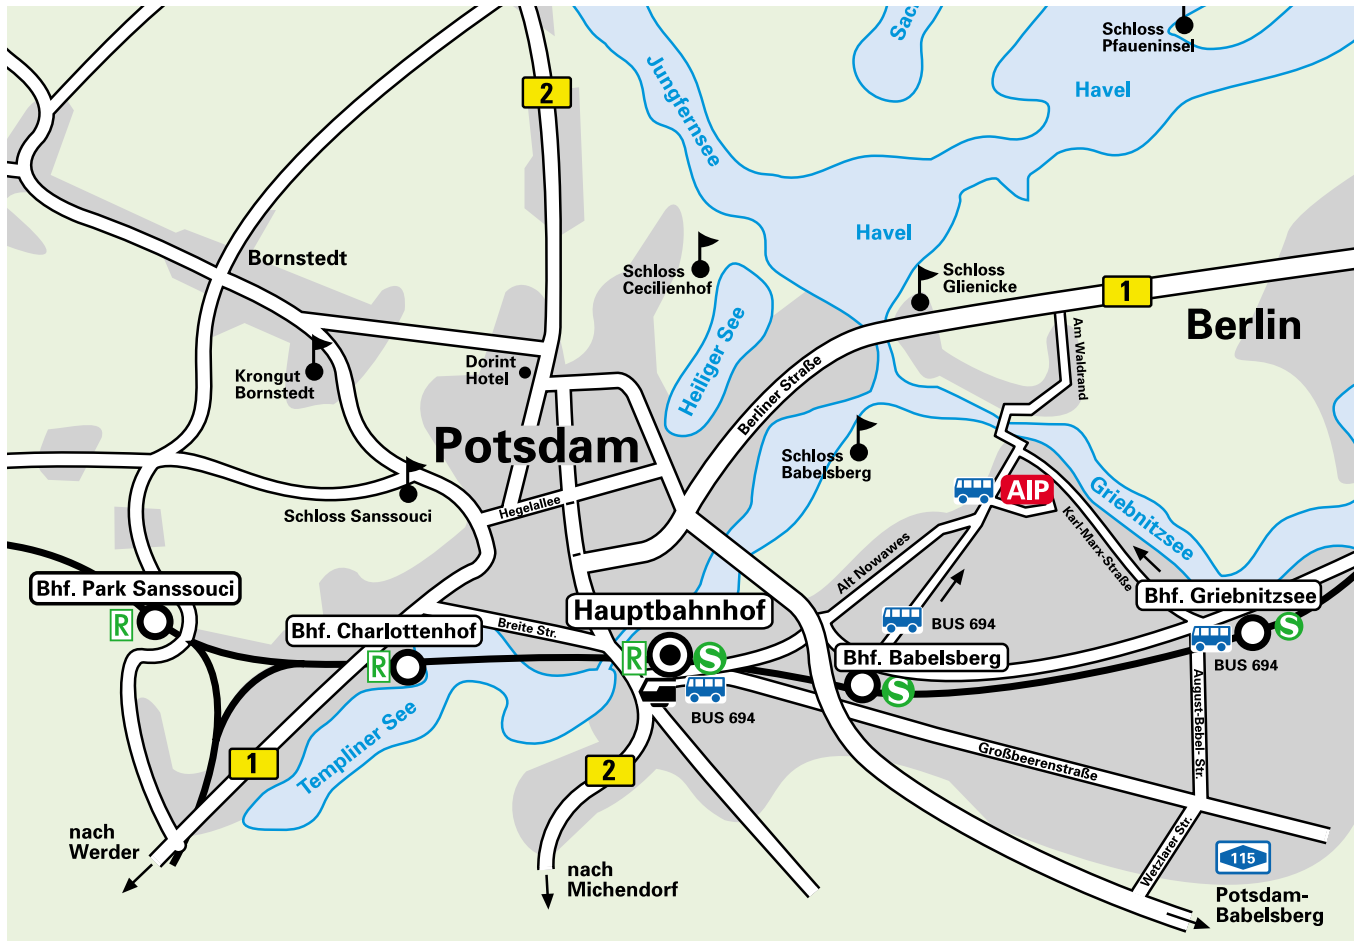 Schloss
Pfaueninsel
Sac
Jungfernsee
Havel
2
Havel
Bornstedt
Schloss
Cecilienhof
Schloss
Glienicke
1
Berlin
Am Waldrand
Heiliger See
Krongut
Bornstedt
Dorint
Hotel
Berliner Straße
Potsdam
Schloss
Babelsberg
Schloss Sanssouci
Hegelallee
AIP
Griebnitzsee
Karl-Marx-Straße
Alt Nowawes
Bhf. Park Sanssouci
R
Bhf. Charlottenhof
R
Breite Str.
Hauptbahnhof
R
S
BUS 694
BUS 694
Bhf. Babelsberg
S
Bhf. Griebnitzsee
S
BUS 694
August-Bebel- Str.
Großbeerenstraße
Templiner See
1
2
Wetzlarer Str.
nach
Werder
nach
Michendorf
115
Potsdam-
Babelsberg